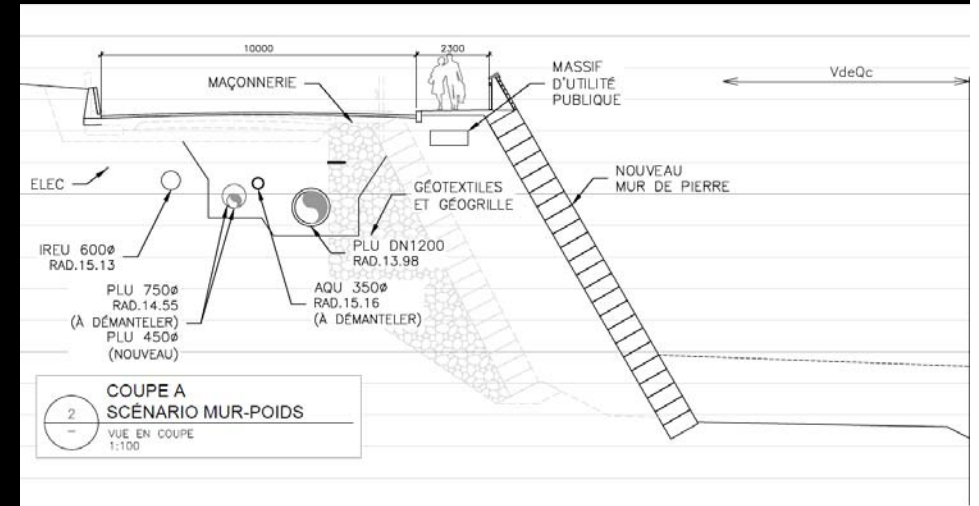 10000
2300
VdeQc
MAÇONNERIE
MASSIF
D'UTILITÉ
PUBLIQUE
ELEC
NOUVEAU
MUR DE PIERRE
GÉOTEXTILES
ET GÉOGRILLE
IREU 600ø
RAD.15.13
PLU DN1200
RAD.13.98
PLU 750ø
RAD.14.55
(À DÉMANTELER)
PLU 450ø
(NOUVEAU)
AQU 350ø
RAD.15.16
(À DÉMANTELER)
2
–
COUPE A
SCÉNARIO MUR-POIDS
VUE EN COUPE
1:100